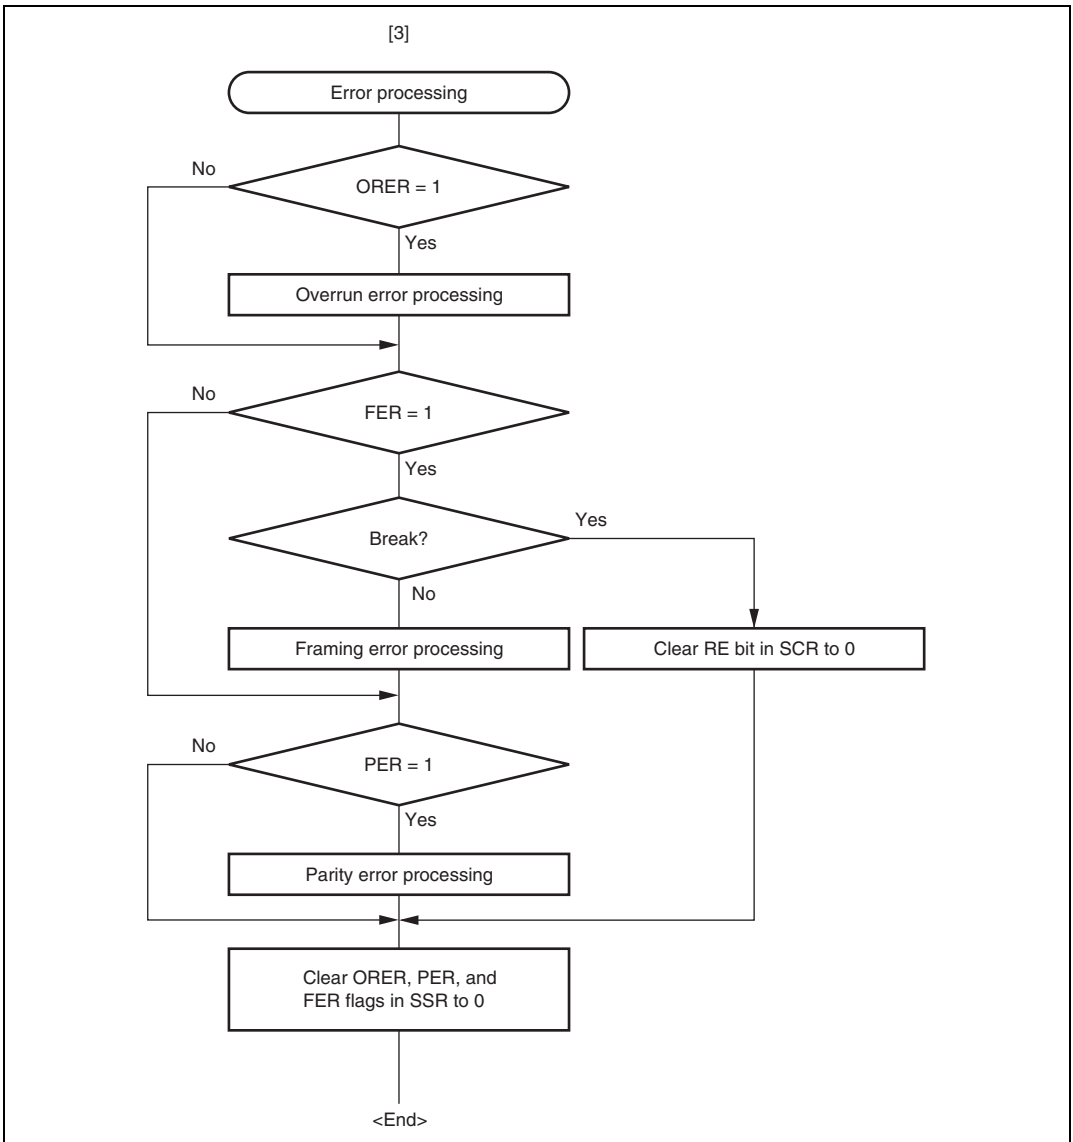 [3]
Error processing
No
ORER = 1
Yes
Overrun error processing
No
FER = 1
Yes
Break?
Yes
No
Framing error processing
Clear RE bit in SCR to 0
No
PER = 1
Yes
Parity error processing
Clear ORER, PER, and
FER flags in SSR to 0
<End>